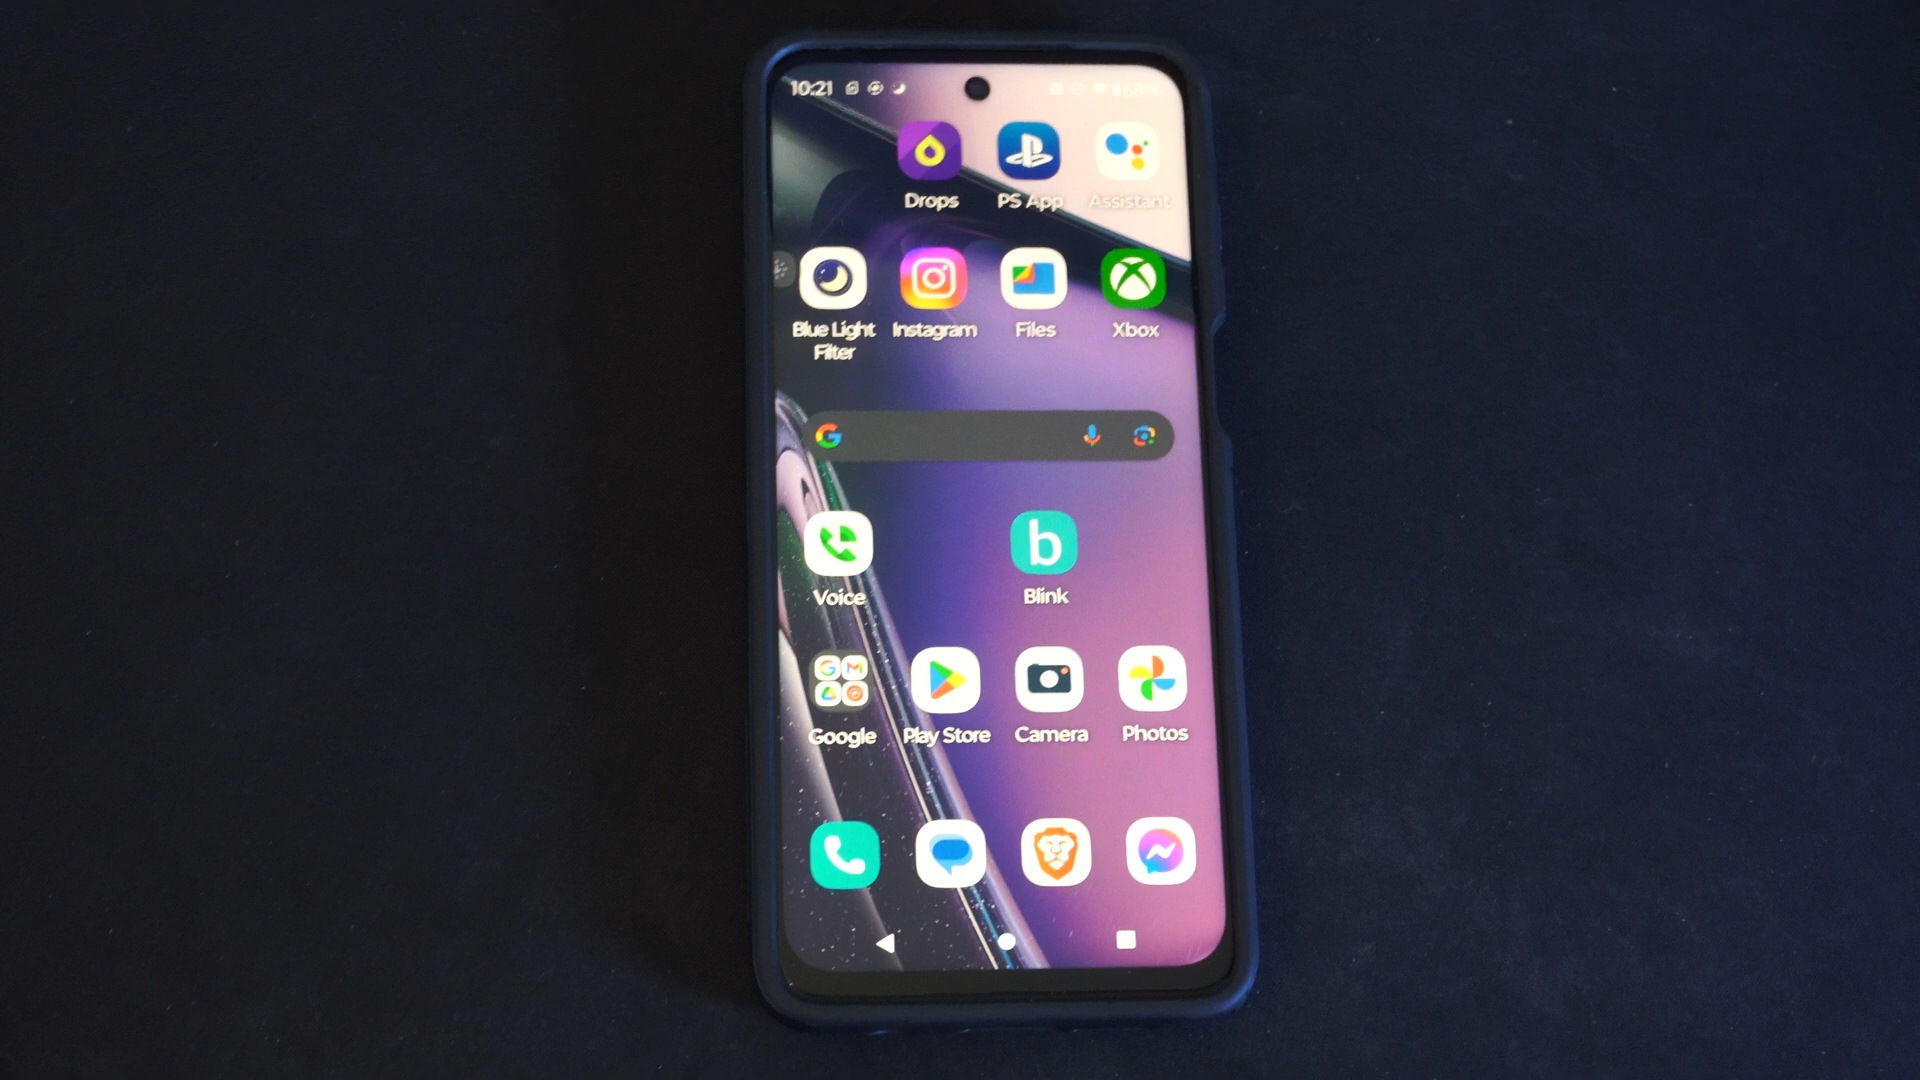 10:21
Drops PS App Assistant
Blue Light Instagram Files Xbox
Filter
b
Voice Blink
Google Play Store Camera Photos